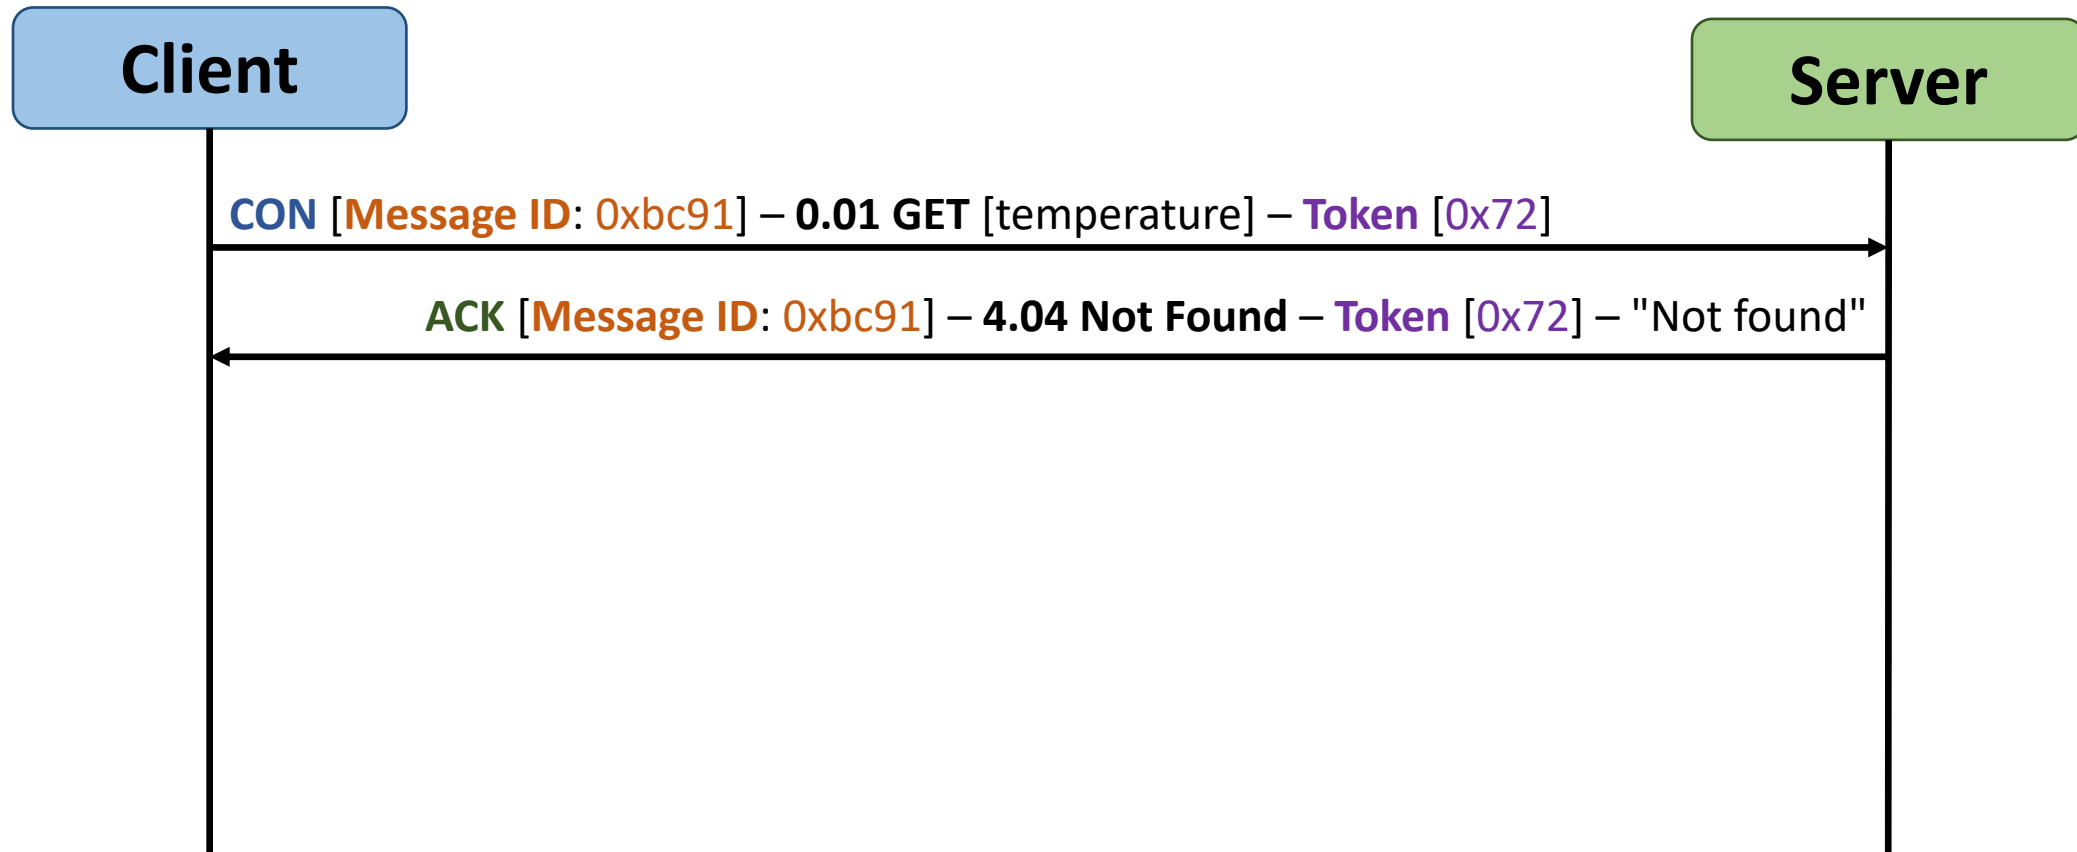 Client
Server
CON [Message ID: 0xbc91] – 0.01 GET [temperature] – Token [0x72]
ACK [Message ID: 0xbc91] – 4.04 Not Found – Token [0x72] – "Not found"